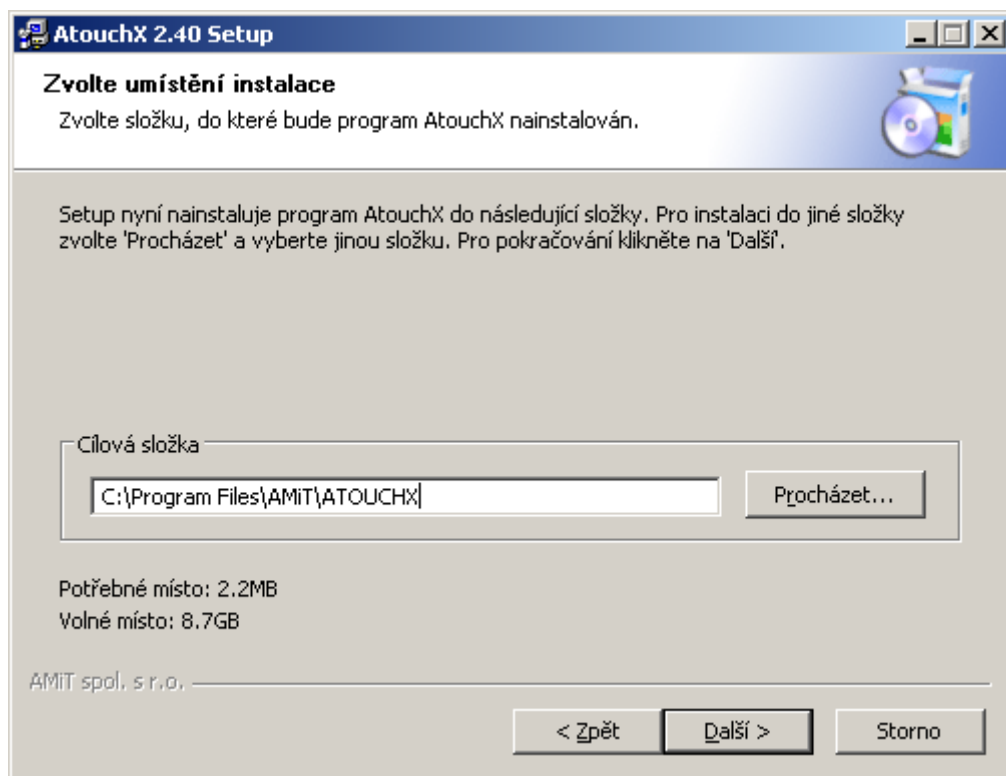 AtouchX 2.40 Setup
Zvolte umístění instalace
Zvolte složku, do které bude program AtouchX nainstalován.
Setup nyní nainstaluje program AtouchX do následující složky. Pro instalaci do jiné složky
zvolte 'Procházet' a vyberte jinou složku. Pro pokračování klikněte na 'Další'.
Cílová složka
C:\Program Files\AMiT\ATOUCHX
Procházet...
Potřebné místo: 2.2MB
Volné místo: 8.7GB
AMiT spol. s r.o.
< Zpět
Další >
Storno